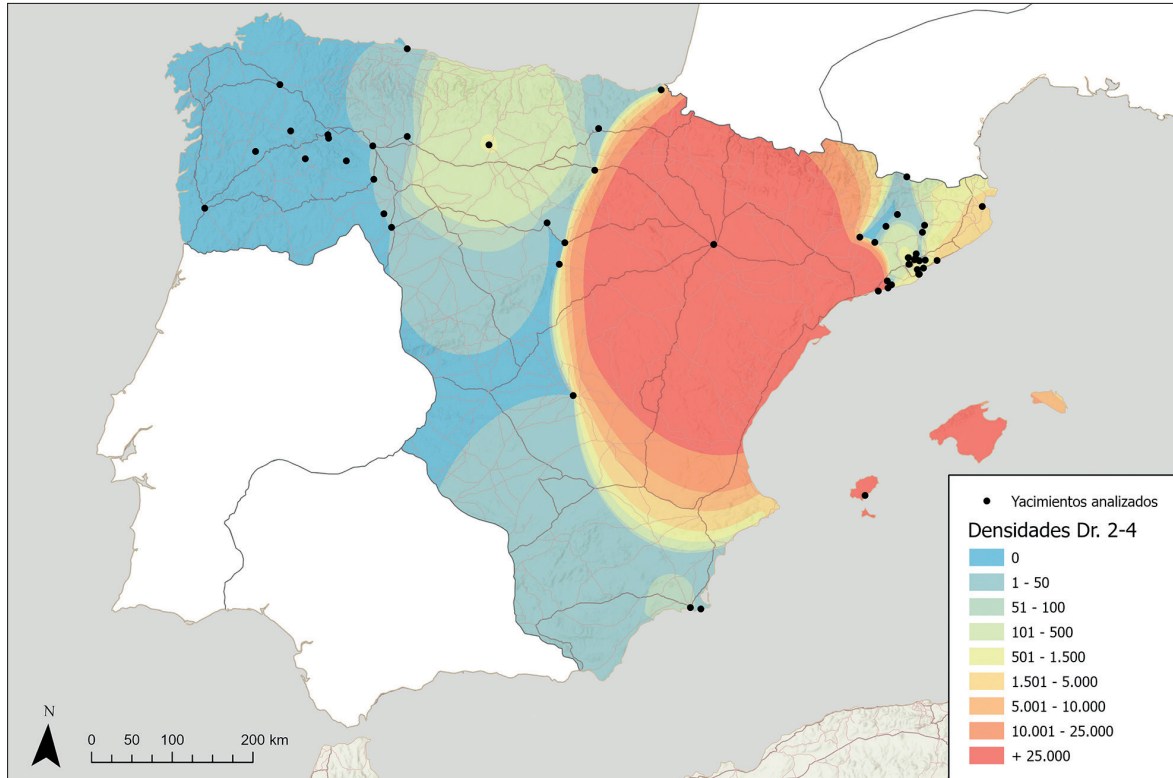 Yacimientos analizados
Densidades Dr. 2-4
0
1 - 50
51 - 100
101 - 500
501 - 1.500
1.501 - 5.000
5.001 - 10.000
10.001 - 25.000
+ 25.000
N
0 50 100 200 km